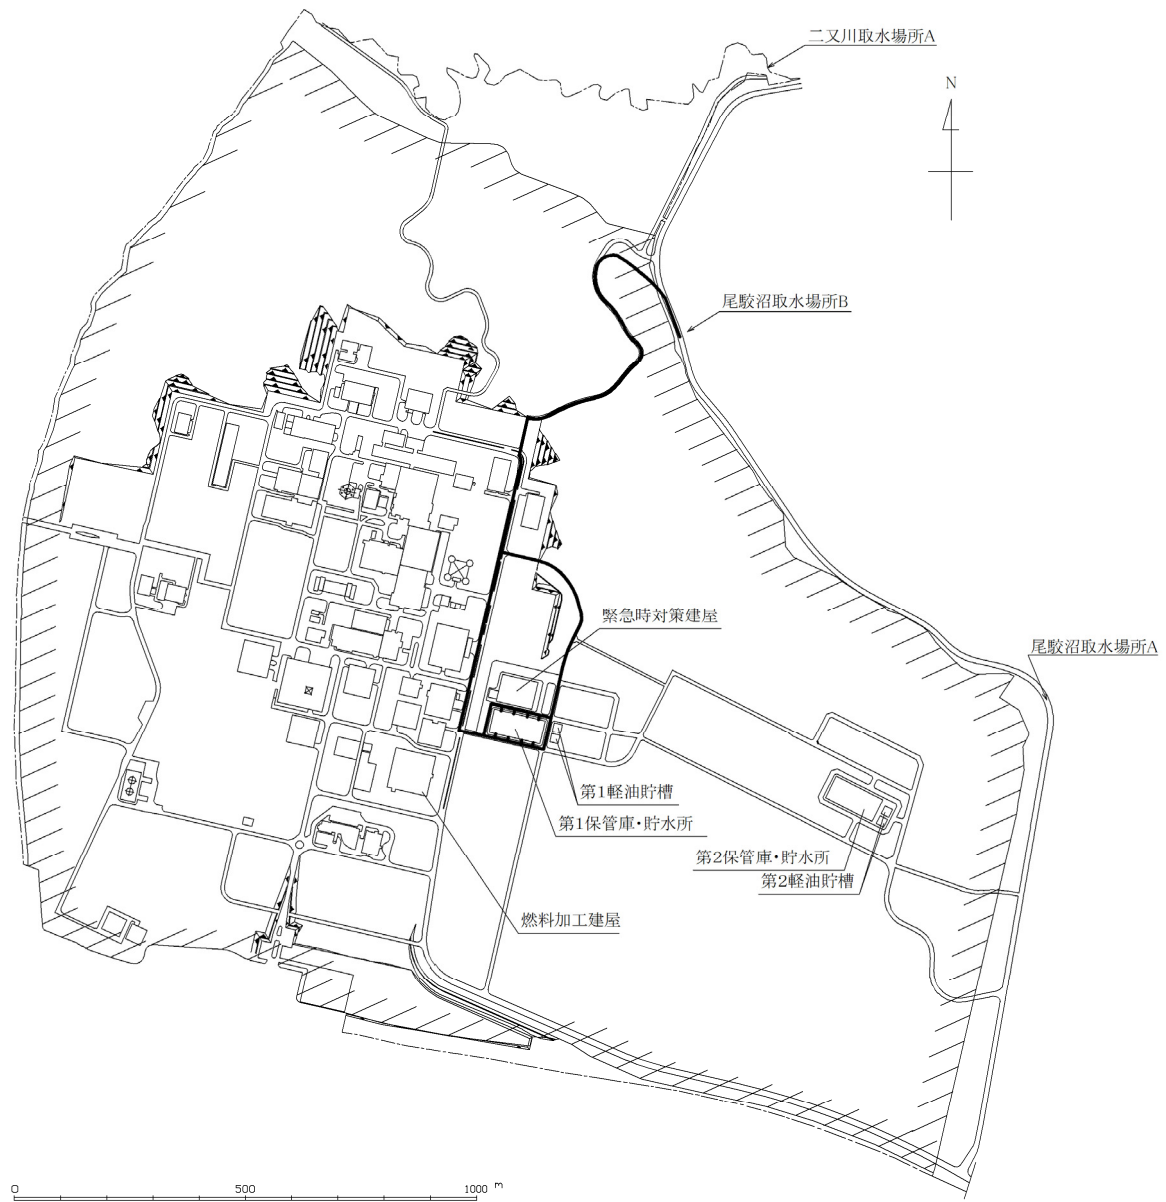 二又川取水場所A
N
尾駮沼取水場所B
緊急時対策建屋
尾駮沼取水場所A
第1軽油貯槽
第1保管庫・貯水所
第2保管庫・貯水所
第2軽油貯槽
燃料加工建屋
0 500 1000 m